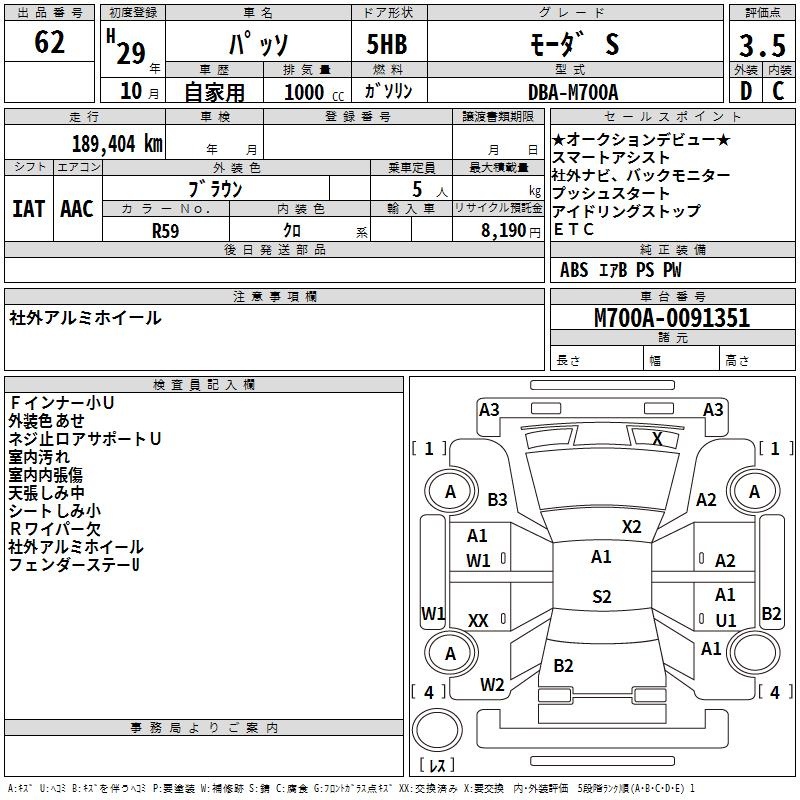 出品番号 初度登録 車名 ドア形状 グレード 評価点
62 H 29 年 ﾊﾟｯｿ 5HB ﾓｰﾀﾞ S 3.5
車歴 排気量 燃料 型式 外装 内装
10 月 自家用 1000 CC ｶﾞｿﾘﾝ DBA-M700A D C
走行 車検 登録番号 譲渡書類期限 セールスポイント
189,404 km 年 月 月 日
★オークションデビュー★
スマートアシスト
社外ナビ、バックモニター
プッシュスタート
アイドリングストップ
ＥＴＣ
シフト エアコン 外装色 乗車定員 最大積載量
IAT AAC ﾌﾞﾗｳﾝ 5 人 kg
カラーＮｏ． 内装色 輸入車 リサイクル預託金
R59 ｸﾛ 系 8,190 円
後日発送部品 純正装備
ABS ｴｱB PS PW
注意事項欄 車台番号
社外アルミホイール M700A-0091351
諸元
長さ 幅 高さ
検査員記入欄
Ｆインナー小Ｕ
外装色あせ
ネジ止ロアサポートＵ
室内汚れ
室内内張傷
天張しみ中
シートしみ小
Ｒワイパー欠
社外アルミホイール
フェンダーステーU
事務局よりご案内
A3 A3
X
[ 1 ] [ 1 ]
A B3 A2 A
X2
A1 A1
W1 A2
S2 A1
W1 XX U1 B2
A A1
B2
W2
[ 4 ] [ 4 ]
[ ﾚｽ ]
A:ｷｽﾞ U:ﾍｺﾐ B:ｷｽﾞを伴うﾍｺﾐ P:要塗装 W:補修跡 S:錆 C:腐食 G:ﾌﾛﾝﾄｶﾞﾗｽ点ｷｽﾞ XX:交換済み X:要交換 内･外装評価 5段階ﾗﾝｸ順(A･B･C･D･E) 1